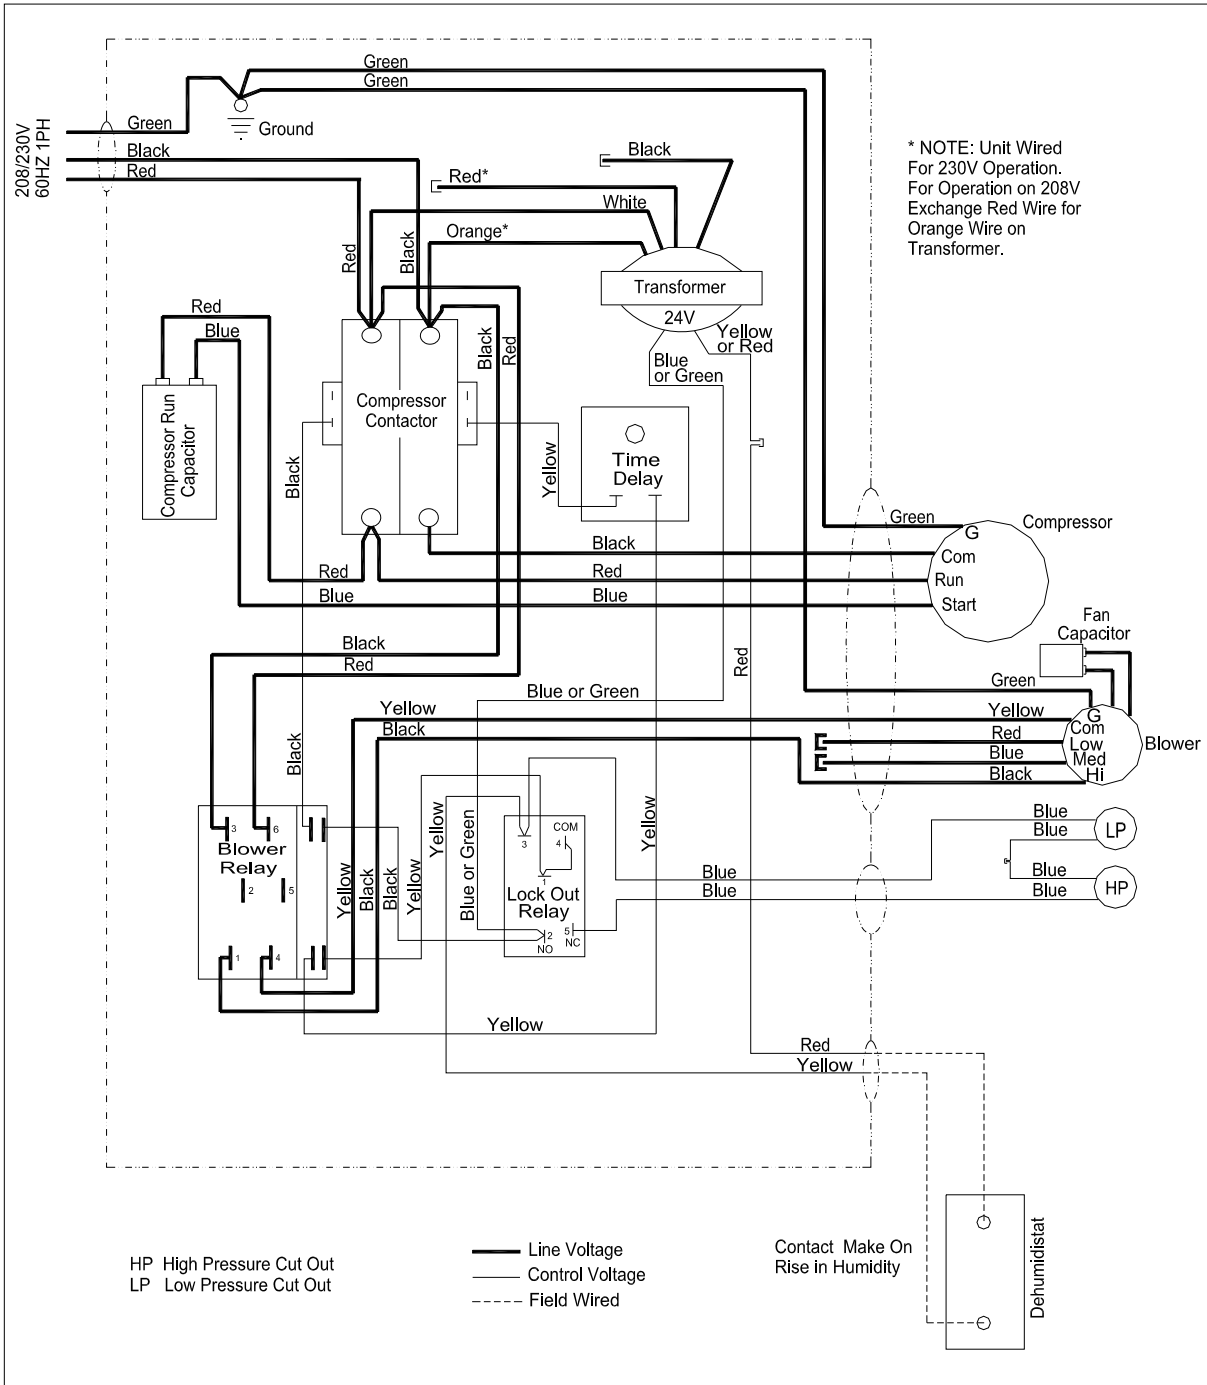 Green
Green
Green
Ground
Black
Red
208/230V
60HZ 1PH
Black
Red*
White
Orange*
* NOTE: Unit Wired
For 230V Operation.
For Operation on 208V
Exchange Red Wire for
Orange Wire on
Transformer.
Red
Black
Transformer
24V
Yellow
or Red
Blue
or Green
Red
Blue
Black
Red
Compressor Run
Capacitor
Compressor
Contactor
Black
Yellow
Time
Delay
Green
G
Compressor
Com
Run
Start
Black
Red
Red
Blue
Blue
Black
Red
Red
Fan
Capacitor
Green
Blue or Green
Yellow
Black
Yellow
Red
Blue
Black
G
Com
Low
Med
Hi
Blower
Black
3
6
Blower
Relay
2
5
1
4
Yellow
Black
Black
Yellow
Yellow
Blue or Green
Yellow
COM
3
4
1
Lock Out
Relay
2
NO
5
NC
Blue
Blue
Blue
Blue
LP
Blue
Blue
HP
Yellow
Red
Yellow
HP High Pressure Cut Out
LP Low Pressure Cut Out
Line Voltage
Control Voltage
Field Wired
Contact Make On
Rise in Humidity
Dehumidistat